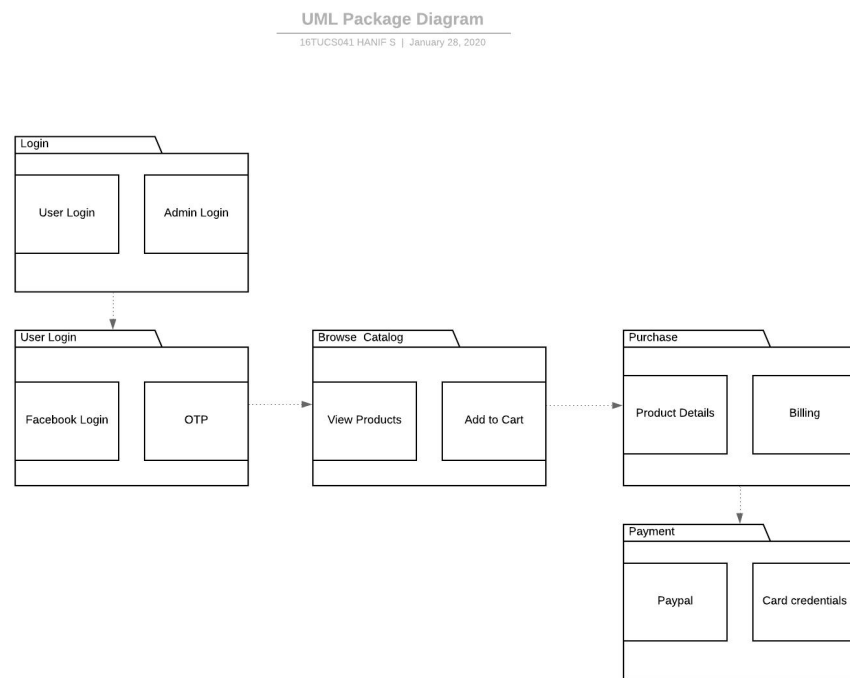 UML Package Diagram
16TUCS041 HANIF S | January 28, 2020
Login
User Login
Admin Login
User Login
Facebook Login
OTP
Browse Catalog
View Products
Add to Cart
Purchase
Product Details
Billing
Payment
Paypal
Card credentials